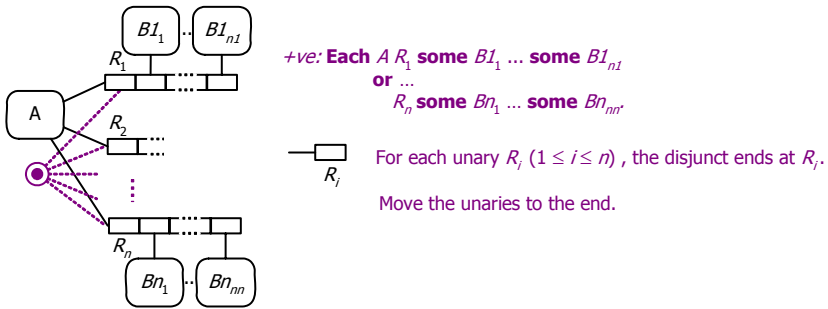 B1₁ .. B1ₙ₁
R₁
+ve: Each A R₁ some B1₁ ... some B1ₙ₁
or ...
Rₙ some Bn₁ ... some Bnₙₙ.
A
R₂
Rᵢ
For each unary Rᵢ (1 ≤ i ≤ n) , the disjunct ends at Rᵢ.
Move the unaries to the end.
Rₙ
Bn₁ .. Bnₙₙ